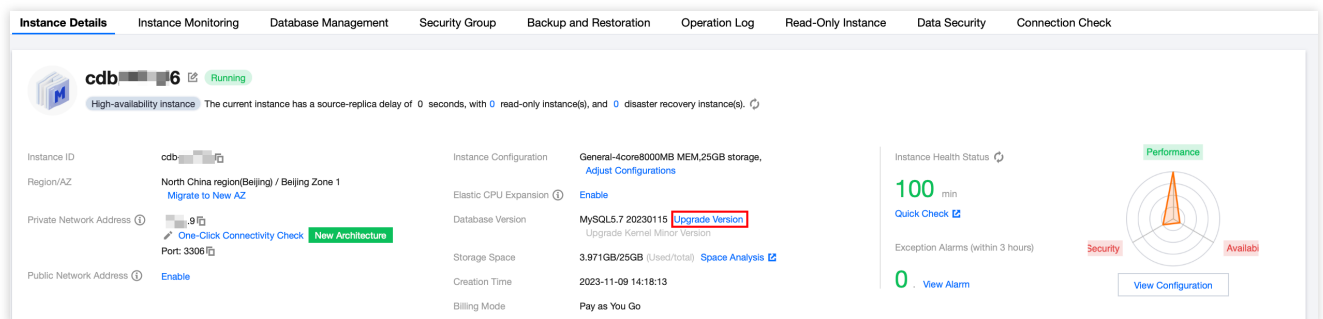 Instance Details Instance Monitoring Database Management Security Group Backup and Restoration Operation Log Read-Only Instance Data Security Connection Check
cdb 6 Running
High-availability instance The current instance has a source-replica delay of 0 seconds, with 0 read-only instance(s), and 0 disaster recovery instance(s).
Instance ID cdb-
Region/AZ North China region(Beijing) / Beijing Zone 1
Migrate to New AZ
Private Network Address .9
One-Click Connectivity Check New Architecture
Port: 3306
Public Network Address Enable
Instance Configuration General-4core8000MB MEM,25GB storage,
Adjust Configurations
Elastic CPU Expansion Enable
Database Version MySQL5.7 20230115 Upgrade Version
Upgrade Kernel Minor Version
Storage Space 3.971GB/25GB (Used/total) Space Analysis
Creation Time 2023-11-09 14:18:13
Billing Mode Pay as You Go
Instance Health Status
100 min
Quick Check
Exception Alarms (within 3 hours)
0 . View Alarm
Performance
Security Availabi
View Configuration